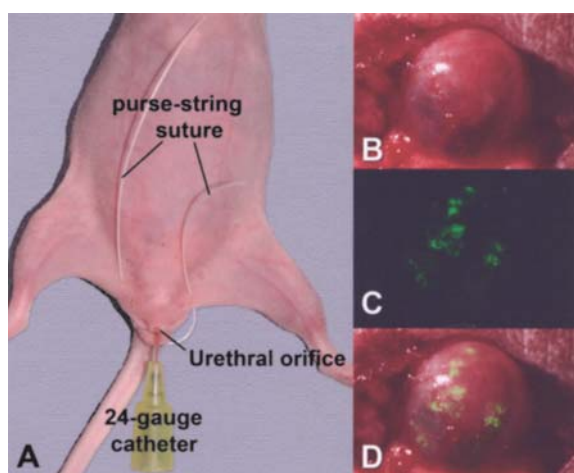 purse-string
suture
Urethral orifice
24-gauge
catheter
A
B
C
D